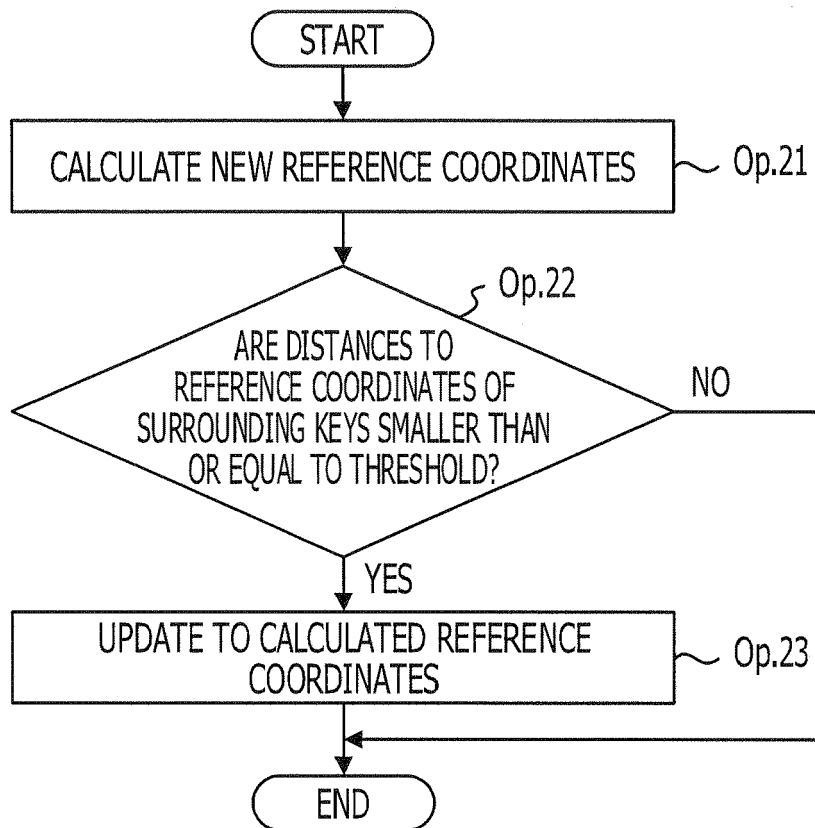 START
CALCULATE NEW REFERENCE COORDINATES
Op.21
Op.22
ARE DISTANCES TO
REFERENCE COORDINATES OF
SURROUNDING KEYS SMALLER THAN
OR EQUAL TO THRESHOLD?
NO
YES
UPDATE TO CALCULATED REFERENCE
COORDINATES
Op.23
END